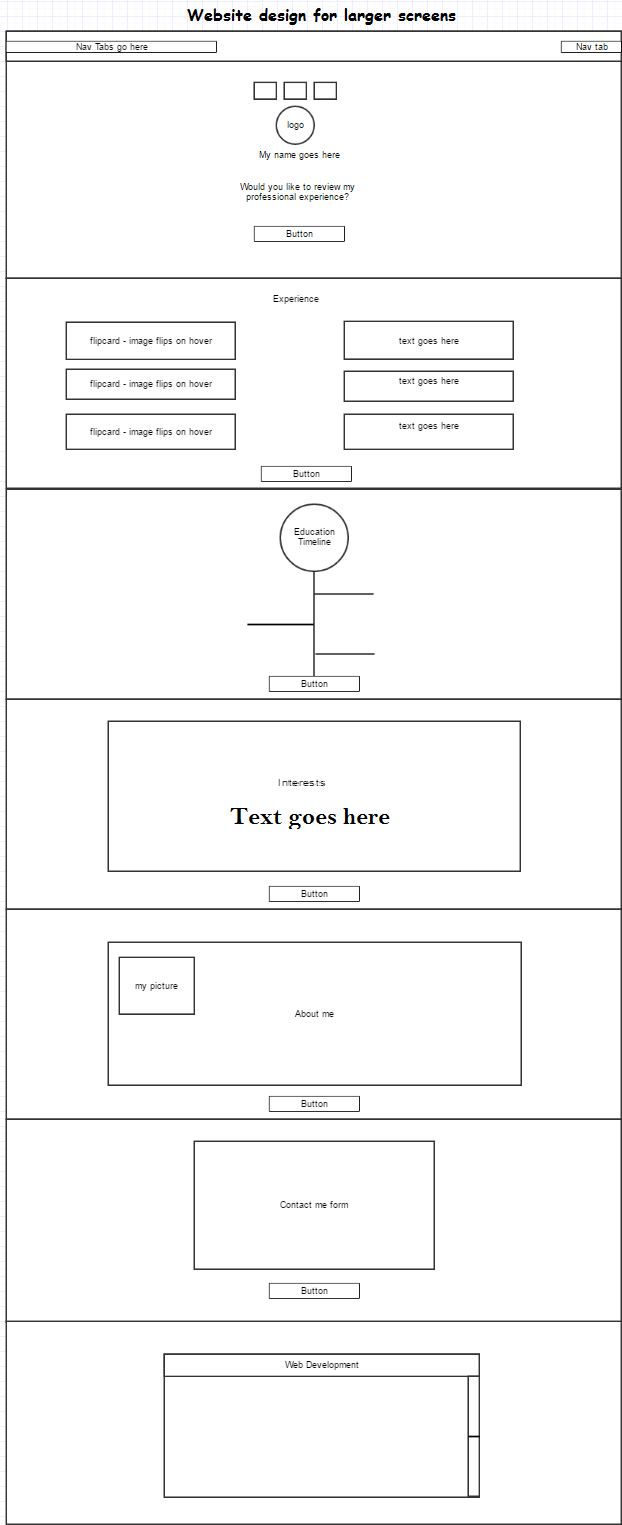 Website design for larger screens
Nav Tabs go here
Nav tab
logo
My name goes here
Would you like to review my
professional experience?
Button
Experience
flipcard - image flips on hover
text goes here
flipcard - image flips on hover
text goes here
flipcard - image flips on hover
text goes here
Button
Education
Timeline
Button
Interests
Text goes here
Button
my picture
About me
Button
Contact me form
Button
Web Development